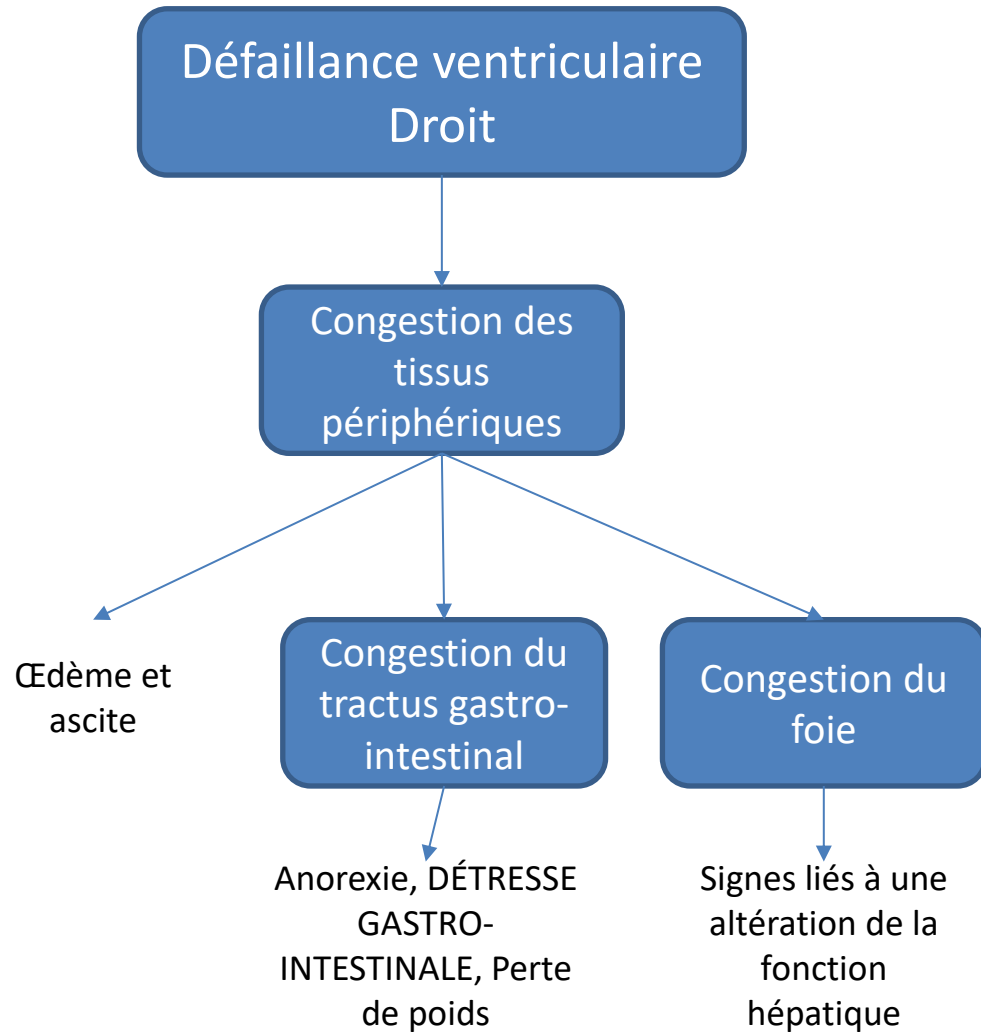 Défaillance ventriculaire
Droit
Congestion des
tissus
périphériques
Œdème et
ascite
Congestion du
tractus gastro-
intestinal
Congestion du
foie
Anorexie, DÉTRESSE
GASTRO-
INTESTINALE, Perte
de poids
Signes liés à une
altération de la
fonction
hépatique